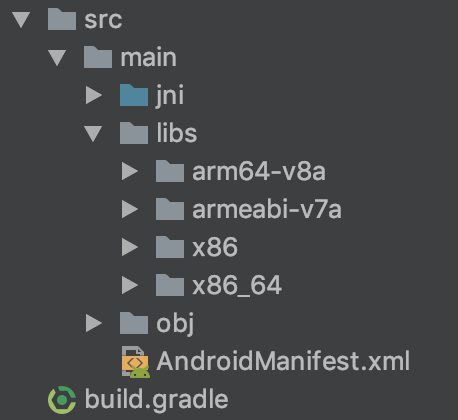 src
main
jni
libs
arm64-v8a
armeabi-v7a
x86
x86_64
obj
AndroidManifest.xml
build.gradle